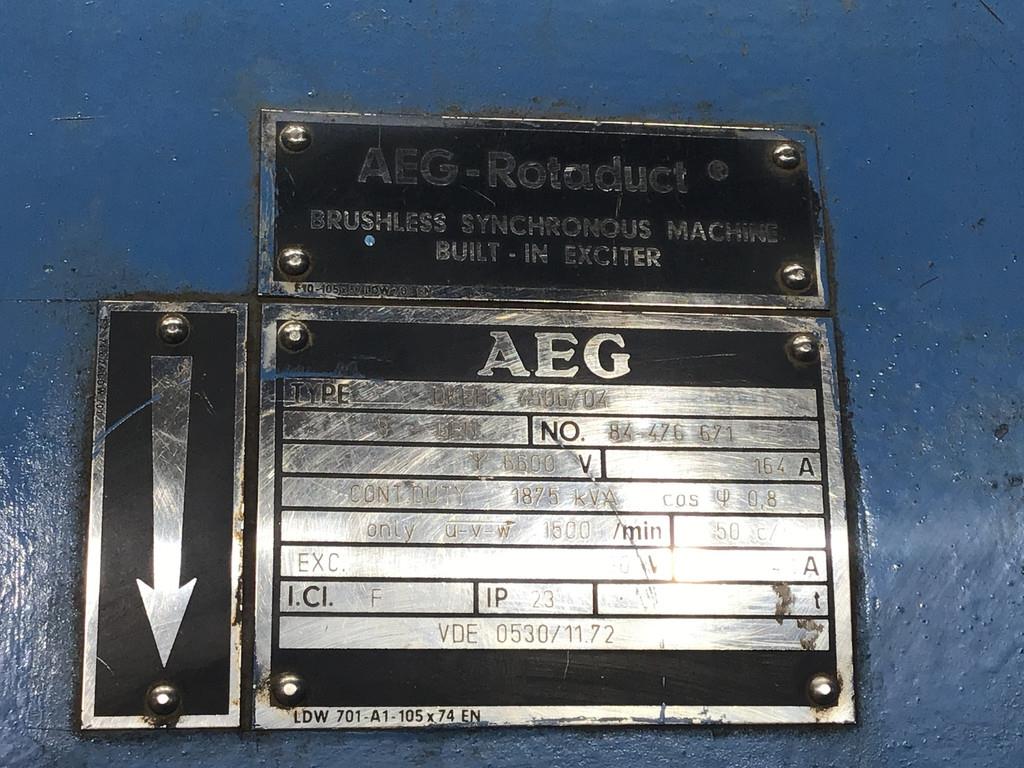 AEG-Rotaduct ®
BRUSHLESS SYNCHRONOUS MACHINE
BUILT-IN EXCITER
AEG
TYPE
NO. 84 476 671
Y 6600 V 164 A
CONT.DUTY 1875 kVA cos φ 0,8
only u-v-w 1500 /min 50 c/
EXC. V A
I.Cl. F IP 23 t
VDE 0530/11.72
LDW 701-A1-105x74 EN